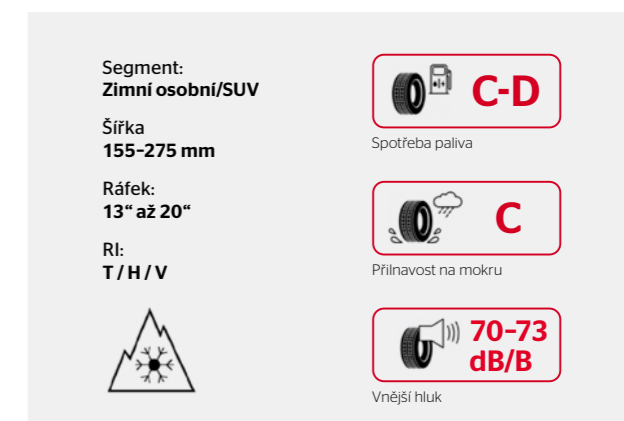 Segment:
Zimní osobní/SUV
Šířka
155–275 mm
Ráfek:
13“ až 20“
RI:
T / H / V
C-D
Spotřeba paliva
C
Přilnavost na mokru
70–73
dB/B
Vnější hluk